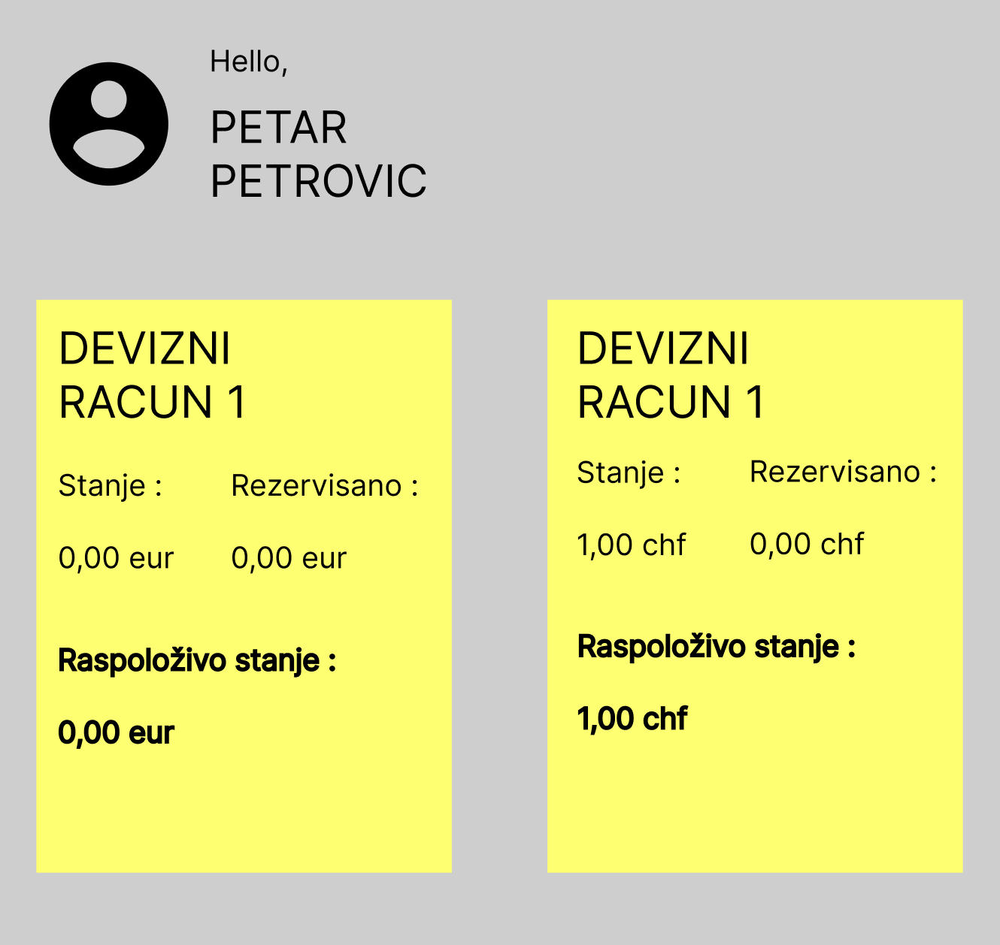 Hello,
PETAR
PETROVIC
DEVIZNI
RACUN 1
Stanje :
Rezervisano :
0,00 eur
0,00 eur
Raspoloživo stanje :
0,00 eur
DEVIZNI
RACUN 1
Stanje :
Rezervisano :
1,00 chf
0,00 chf
Raspoloživo stanje :
1,00 chf